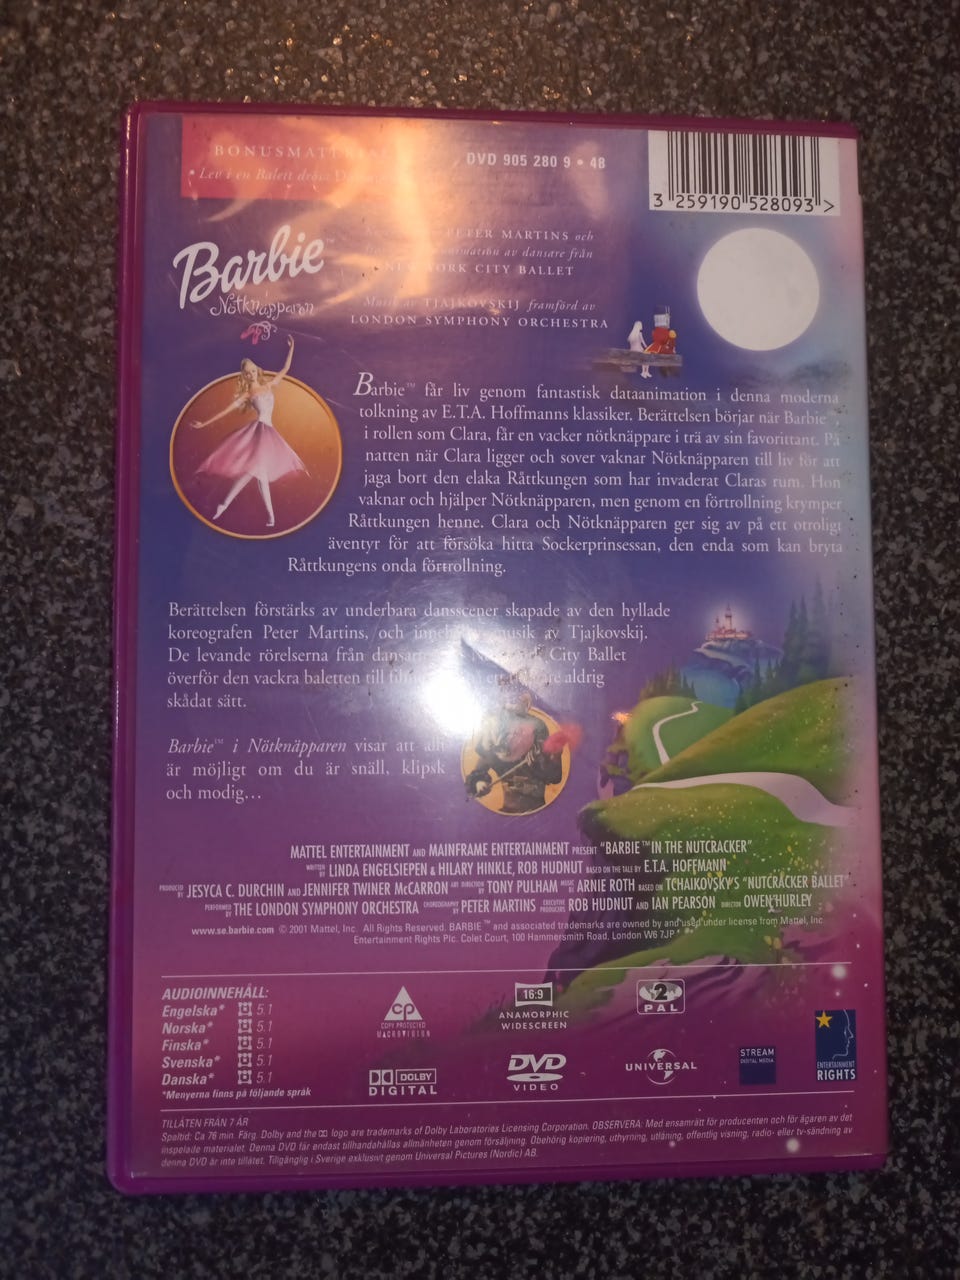 BONUSMATERIAL
• Lev i en Balett dröm
DVD 905 280 9 • 48
3 259190 528093 >
Barbie™
Nötknäpparen
PETER MARTINS och
av dansare från
NEW YORK CITY BALLET
Musik av TJAJKOVSKIJ framförd av
LONDON SYMPHONY ORCHESTRA
Barbie™ får liv genom fantastisk dataanimation i denna moderna
tolkning av E.T.A. Hoffmanns klassiker. Berättelsen börjar när Barbie™,
i rollen som Clara, får en vacker nötknäppare i trä av sin favorittant. På
natten när Clara ligger och sover vaknar Nötknäpparen till liv för att
jaga bort den elaka Råttkungen som har invaderat Claras rum. Hon
vaknar och hjälper Nötknäpparen, men genom en förtrollning krymper
Råttkungen henne. Clara och Nötknäpparen ger sig av på ett otroligt
äventyr för att försöka hitta Sockerprinsessan, den enda som kan bryta
Råttkungens onda förtrollning.
Berättelsen förstärks av underbara dansscener skapade av den hyllade
koreografen Peter Martins, och musik av Tjajkovskij.
De levande rörelserna från dansarna City Ballet
överför den vackra baletten till aldrig
skådat sätt.
Barbie™ i Nötknäpparen visar att allt
är möjligt om du är snäll, klipsk
och modig...
MATTEL ENTERTAINMENT AND MAINFRAME ENTERTAINMENT PRESENT "BARBIE™ IN THE NUTCRACKER"
WRITTEN BY LINDA ENGELSIEPEN & HILARY HINKLE, ROB HUDNUT BASED ON THE TALE BY E.T.A. HOFFMANN
PRODUCED BY JESYCA C. DURCHIN AND JENNIFER TWINER McCARRON ART DIRECTION BY TONY PULHAM MUSIC BY ARNIE ROTH BASED ON TCHAIKOVSKY'S "NUTCRACKER BALLET"
PERFORMED BY THE LONDON SYMPHONY ORCHESTRA CHOREOGRAPHY BY PETER MARTINS EXECUTIVE PRODUCERS ROB HUDNUT AND IAN PEARSON DIRECTOR OWEN HURLEY
www.se.barbie.com © 2001 Mattel, Inc. All Rights Reserved. BARBIE™ and associated trademarks are owned by and used under license from Mattel, Inc.
Entertainment Rights Plc. Colet Court, 100 Hammersmith Road, London W6 7JP
AUDIOINNEHÅLL:
Engelska* 5.1
Norska* 5.1
Finska* 5.1
Svenska* 5.1
Danska* 5.1
*Menyerna finns på följande språk
CP
COPY PROTECTED
MACROVISION
16:9
ANAMORPHIC
WIDESCREEN
2
PAL
DOLBY
DIGITAL
DVD
VIDEO
UNIVERSAL
STREAM
DIGITAL MEDIA
ENTERTAINMENT
RIGHTS
TILLÅTEN FRÅN 7 ÅR
Speltid: Ca 76 min. Färg. Dolby and the logo are trademarks of Dolby Laboratories Licensing Corporation. OBSERVERA: Med ensamrätt för producenten och för ägaren av det
inspelade materialet. Denna DVD får endast tillhandahållas allmänheten genom försäljning. Obehörig kopiering, uthyrning, utlåning, offentlig visning, radio- eller tv-sändning av
denna DVD är inte tillåtet. Tillgänglig i Sverige exklusivt genom Universal Pictures (Nordic) AB.